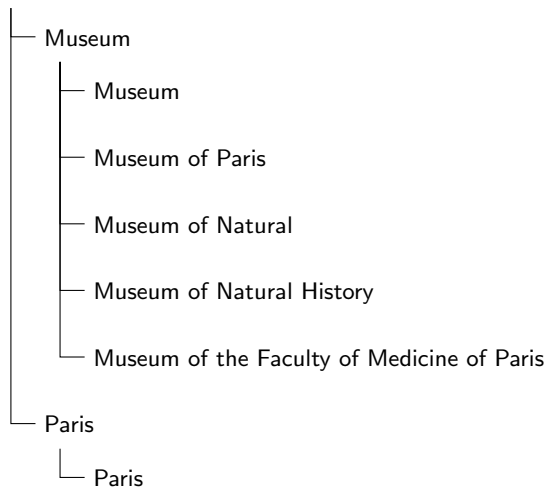 Museum
Museum
Museum of Paris
Museum of Natural
Museum of Natural History
Museum of the Faculty of Medicine of Paris
Paris
Paris